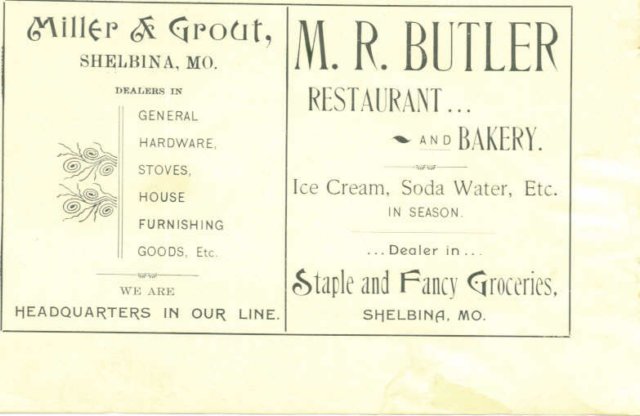 Miller & Grout,
SHELBINA, MO.
DEALERS IN
GENERAL
HARDWARE,
STOVES,
HOUSE
FURNISHING
GOODS, Etc.
WE ARE
HEADQUARTERS IN OUR LINE.
M. R. BUTLER
RESTAURANT...
AND BAKERY.
Ice Cream, Soda Water, Etc.
IN SEASON.
...Dealer in...
Staple and Fancy Groceries,
SHELBINA, MO.